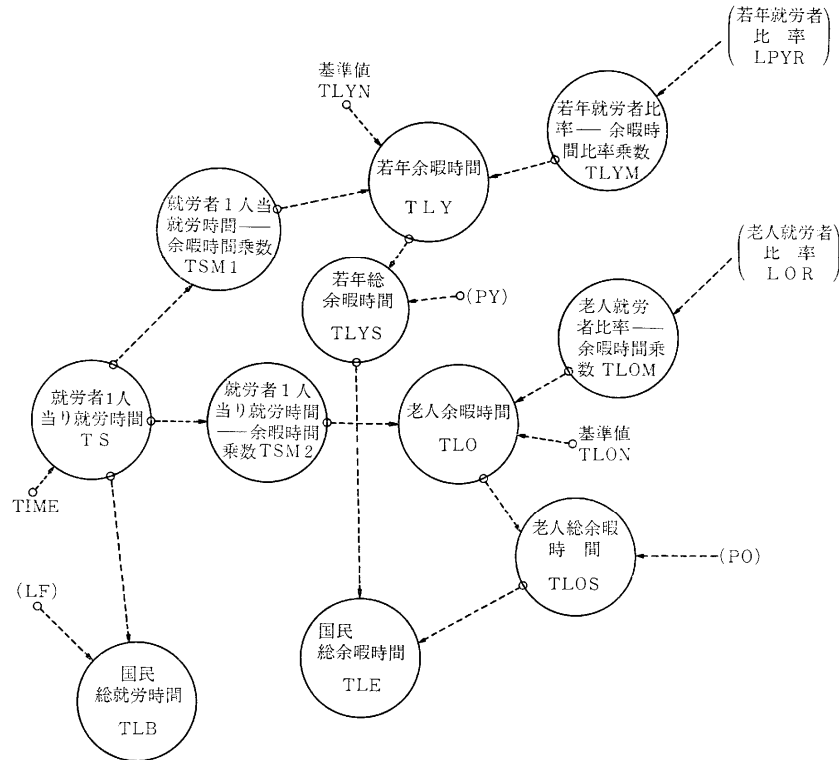 若年就労者
比 率
LPYR
基準値
TLYN
若年就労者比
率── 余暇時
間比率乗数
TLYM
若年余暇時間
TLY
就労者1人当
就労時間──
余暇時間乗数
TSM1
老人就労者
比 率
LOR
若年総
余暇時間
TLYS
(PY)
老人就労
者比率──
余暇時間乗
数 TLOM
就労者1人
当り就労時間
TS
就労者1人
当り就労時間
──余暇時間
乗数TSM2
老人余暇時間
TLO
基準値
TLON
TIME
老人総余暇
時 間
TLOS
(PO)
(LF)
国民
総余暇時間
TLE
国民
総就労時間
TLB